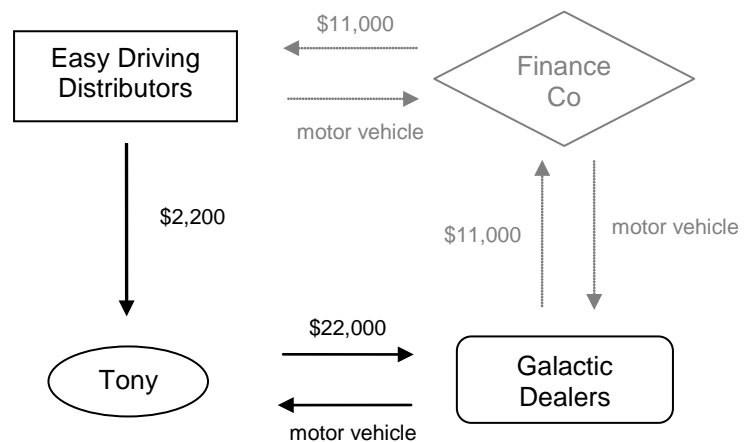 $11,000
Easy Driving
Distributors
Finance
Co
motor vehicle
$2,200
$11,000
motor vehicle
$22,000
Tony
Galactic
Dealers
motor vehicle